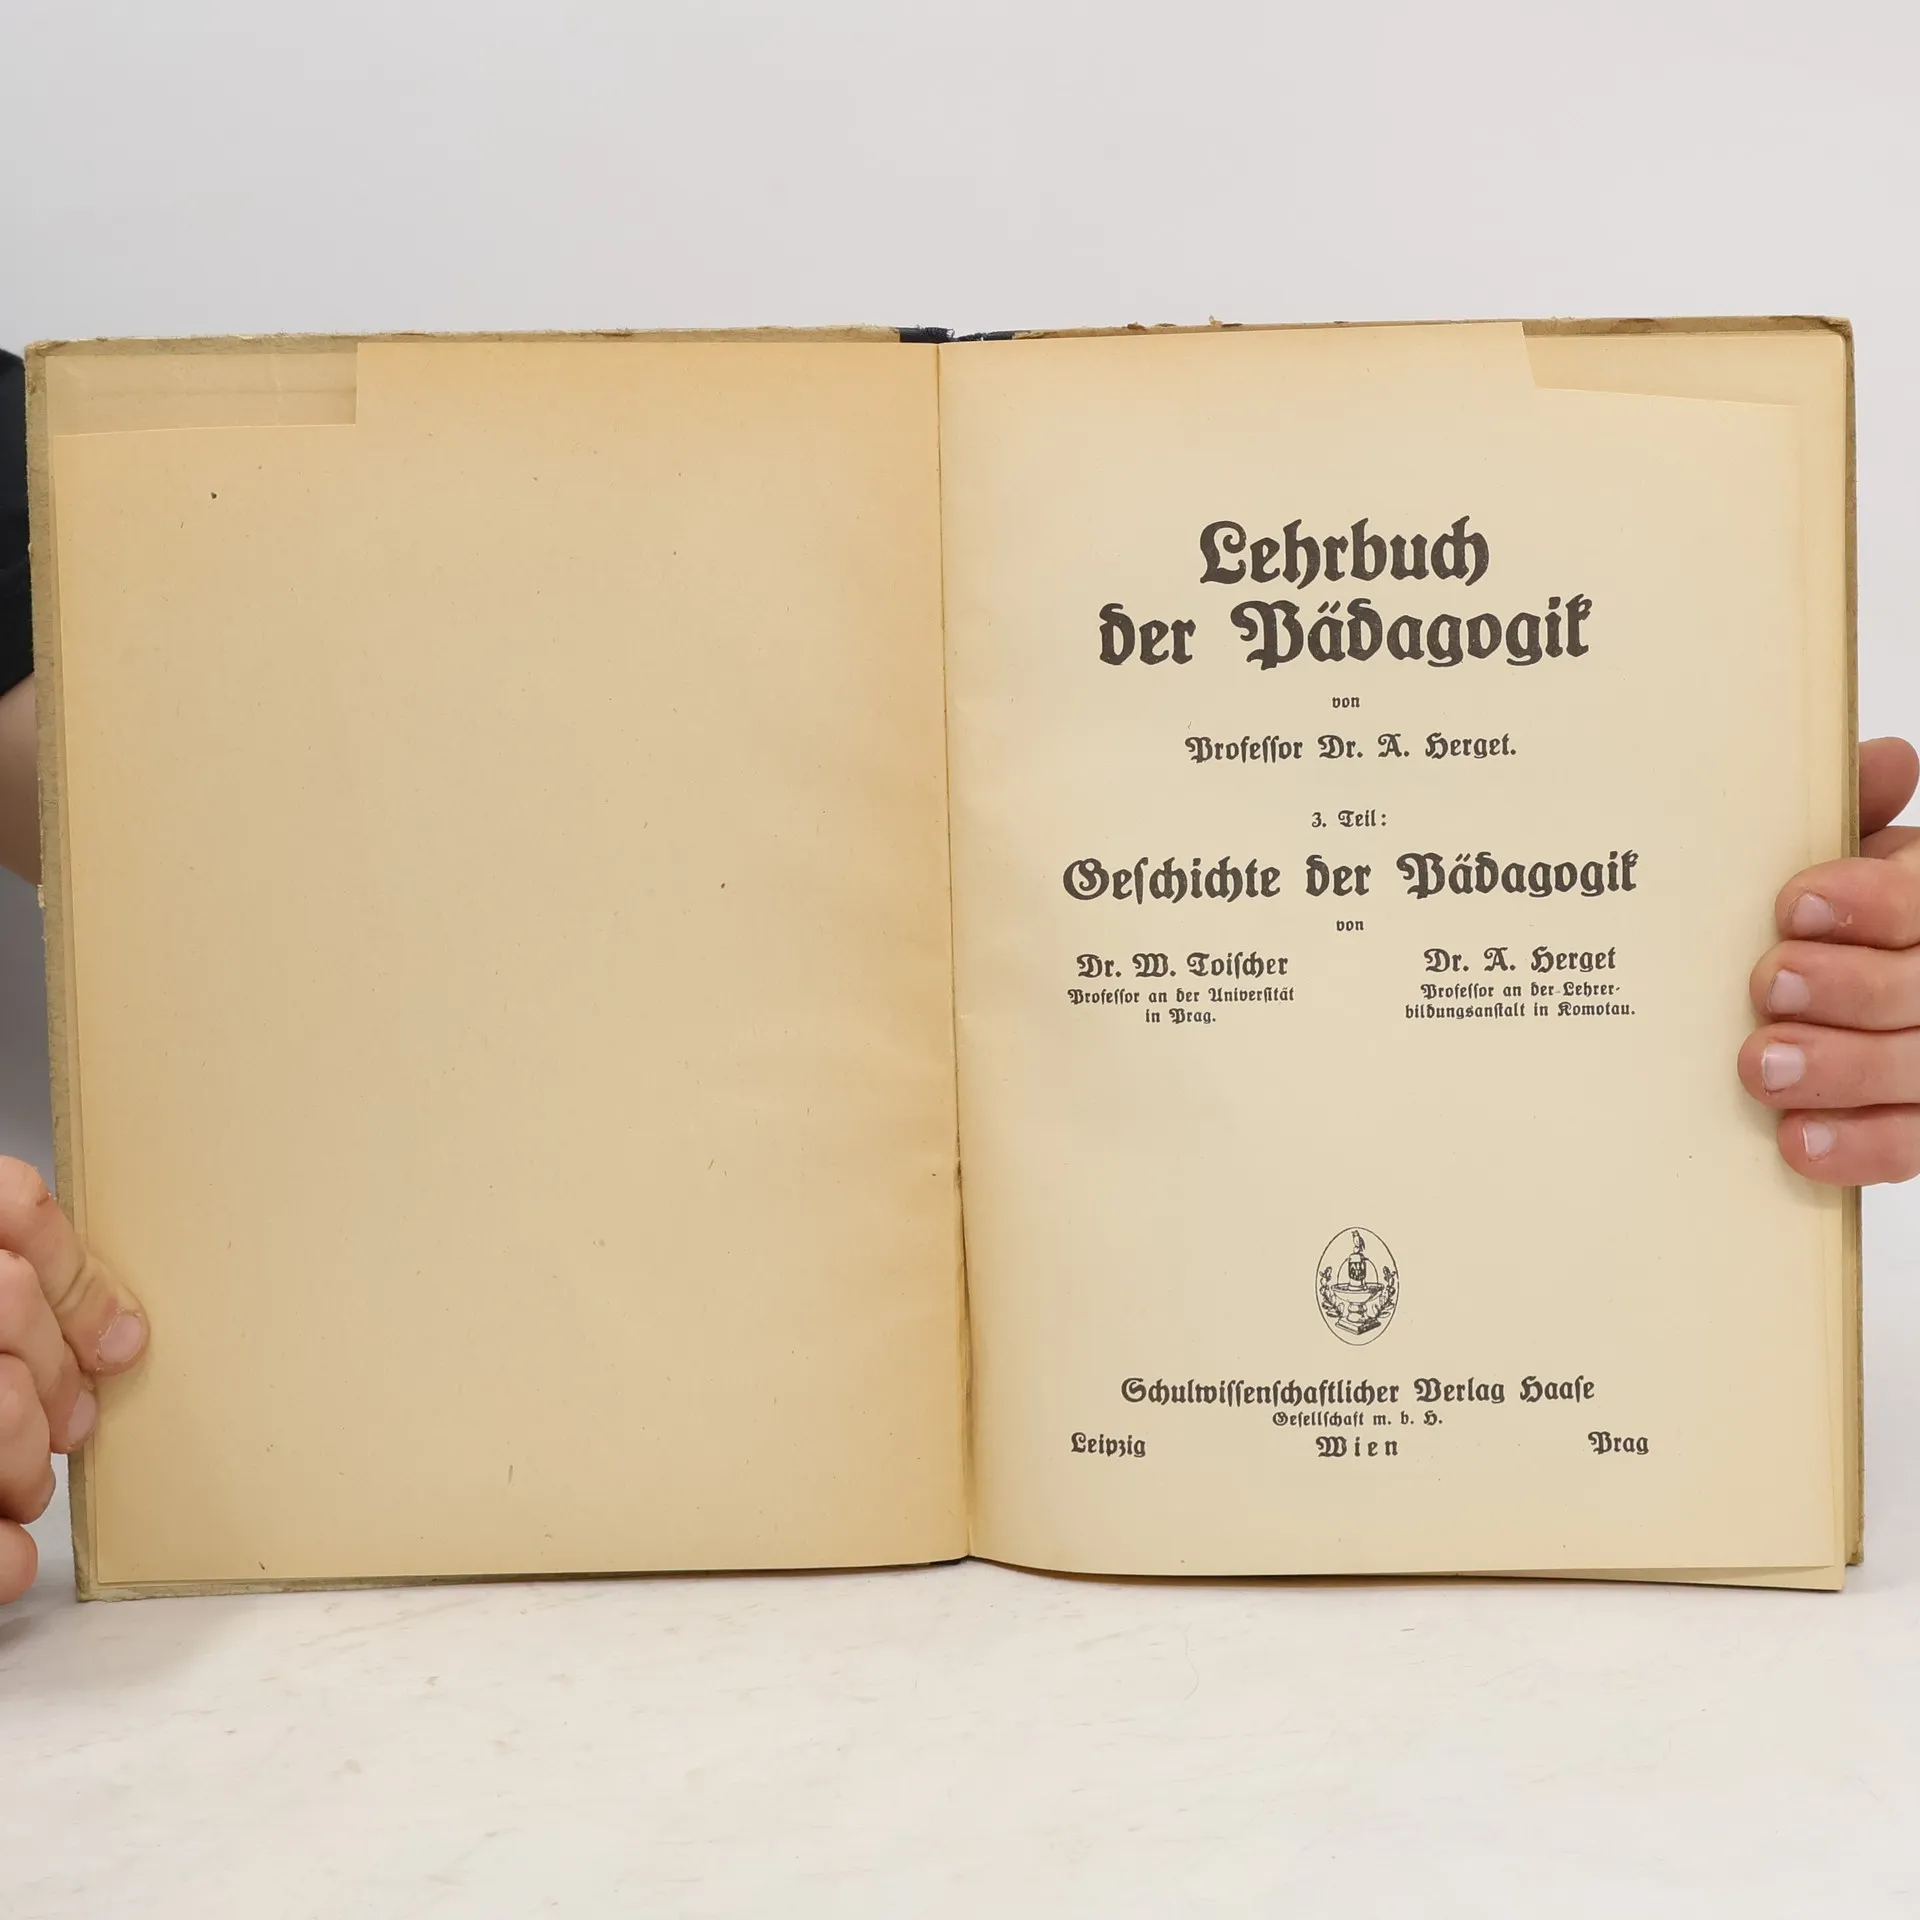 Lehrbuch
der Pädagogik
von
Professor Dr. A. Herget.
3. Teil:
Geschichte der Pädagogik
von
Dr. W. Toischer
Professor an der Universität
in Prag.
Dr. A. Herget
Professor an der Lehrer-
bildungsanstalt in Komotau.
Schulwissenschaftlicher Verlag Haase
Gesellschaft m. b. H.
Leipzig Wien Prag